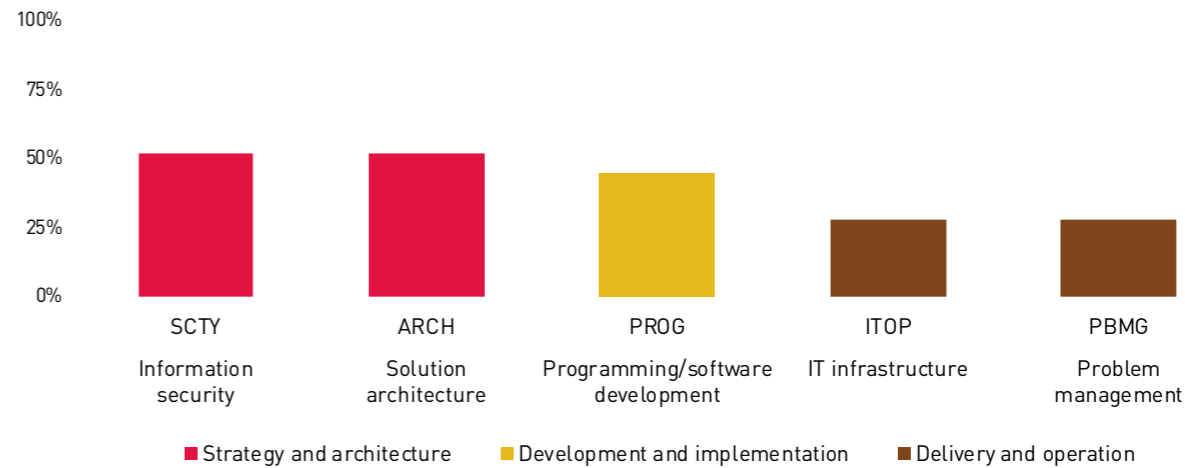 100%
75%
50%
25%
0%
SCTY
ARCH
PROG
ITOP
PBMG
Information
security
Solution
architecture
Programming/software
development
IT infrastructure
Problem
management
Strategy and architecture
Development and implementation
Delivery and operation